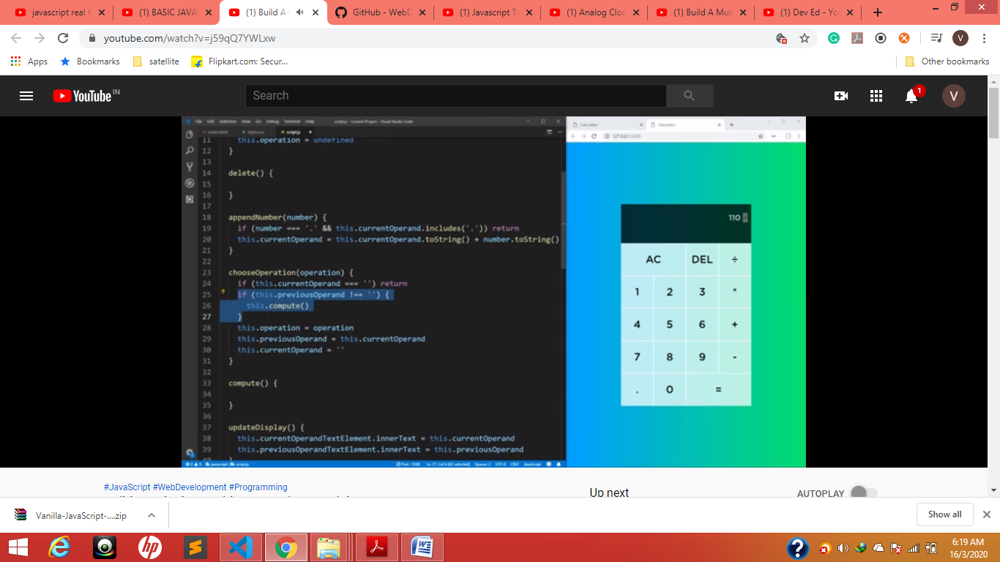 javascript real t
(1) BASIC JAVAS
(1) Build A
GitHub - WebD
(1) Javascript Tu
(1) Analog Cloc
(1) Build A Mus
(1) Dev Ed - Yo
youtube.com/watch?v=j59qQ7YWLxw
V
Apps
Bookmarks
satellite
Flipkart.com: Secur...
Other bookmarks
YouTube IN
Search
1
V
File Edit Selection View Go Debug Terminal Help
script.js - Current Project - Visual Studio Code
index.html
styles.css
script.js
Calculator
Calculator
127.0.0.1:5500
11 this.operation = undefined
12 }
13
14 delete() {
15
16 }
17
18 appendNumber(number) {
19 if (number === '.' && this.currentOperand.includes('.')) return
20 this.currentOperand = this.currentOperand.toString() + number.toString()
21 }
22
23 chooseOperation(operation) {
24 if (this.currentOperand === '') return
25 if (this.previousOperand !== '') {
26 this.compute()
27 }
28 this.operation = operation
29 this.previousOperand = this.currentOperand
30 this.currentOperand = ''
31 }
32
33 compute() {
34
35 }
36
37 updateDisplay() {
38 this.currentOperandTextElement.innerText = this.currentOperand
39 this.previousOperandTextElement.innerText = this.previousOperand
110
AC DEL ÷
1 2 3 *
4 5 6 +
7 8 9 -
. 0 =
#JavaScript #WebDevelopment #Programming
Up next
AUTOPLAY
Vanilla-JavaScript-....zip
Show all
hp
6:19 AM
16/3/2020